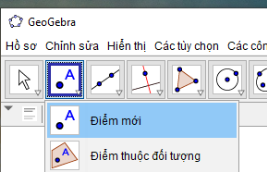 GeoGebra
Hồ sơ Chỉnh sửa Hiển thị Các tùy chọn Các côn
A
Điểm mới
A
Điểm thuộc đối tượng